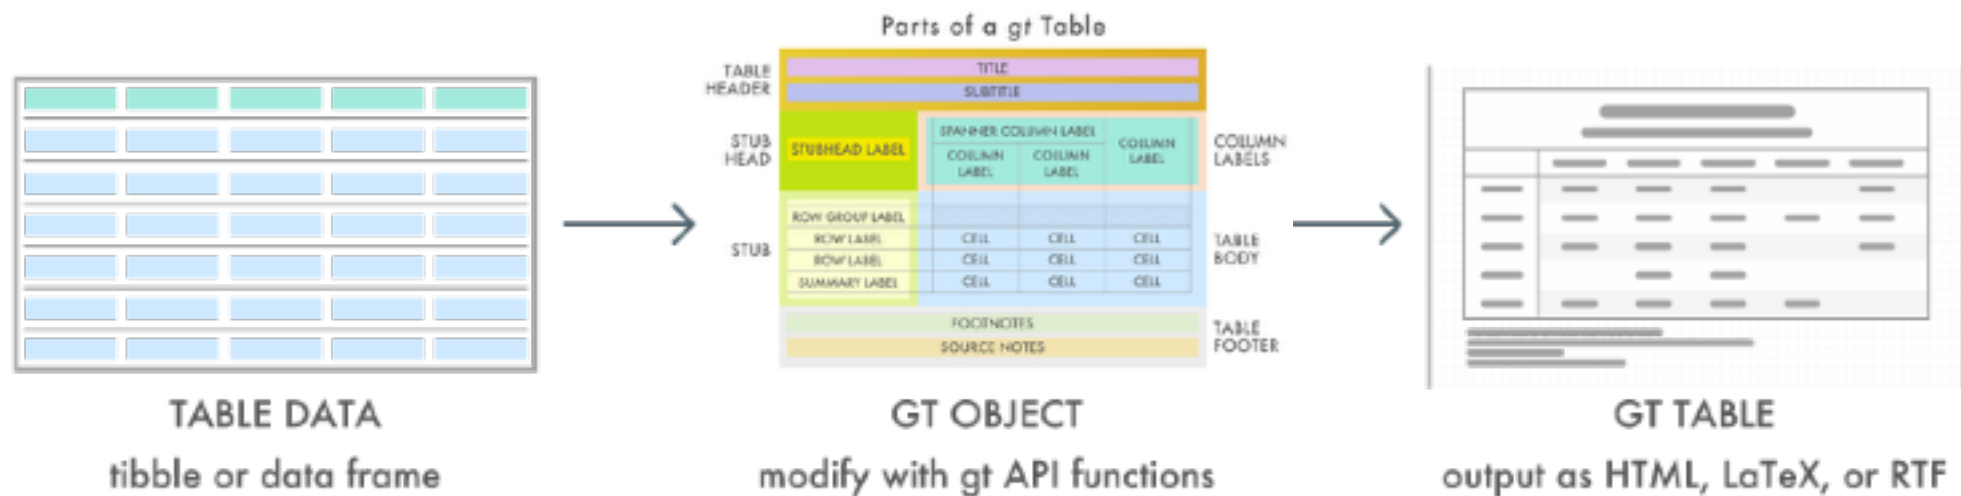 Parts of a gt Table
TABLE
HEADER
TITLE
SUBTITLE
STUB
HEAD
STUBHEAD LABEL
SPANNER COLUMN LABEL
COLUMN
LABEL
COLUMN
LABEL
COLUMN
LABEL
COLUMN
LABELS
STUB
ROW GROUP LABEL
ROW LABEL
CELL
CELL
CELL
ROW LABEL
CELL
CELL
CELL
SUMMARY LABEL
CELL
CELL
CELL
TABLE
BODY
FOOTNOTES
SOURCE NOTES
TABLE
FOOTER
TABLE DATA
tibble or data frame
GT OBJECT
modify with gt API functions
GT TABLE
output as HTML, LaTeX, or RTF